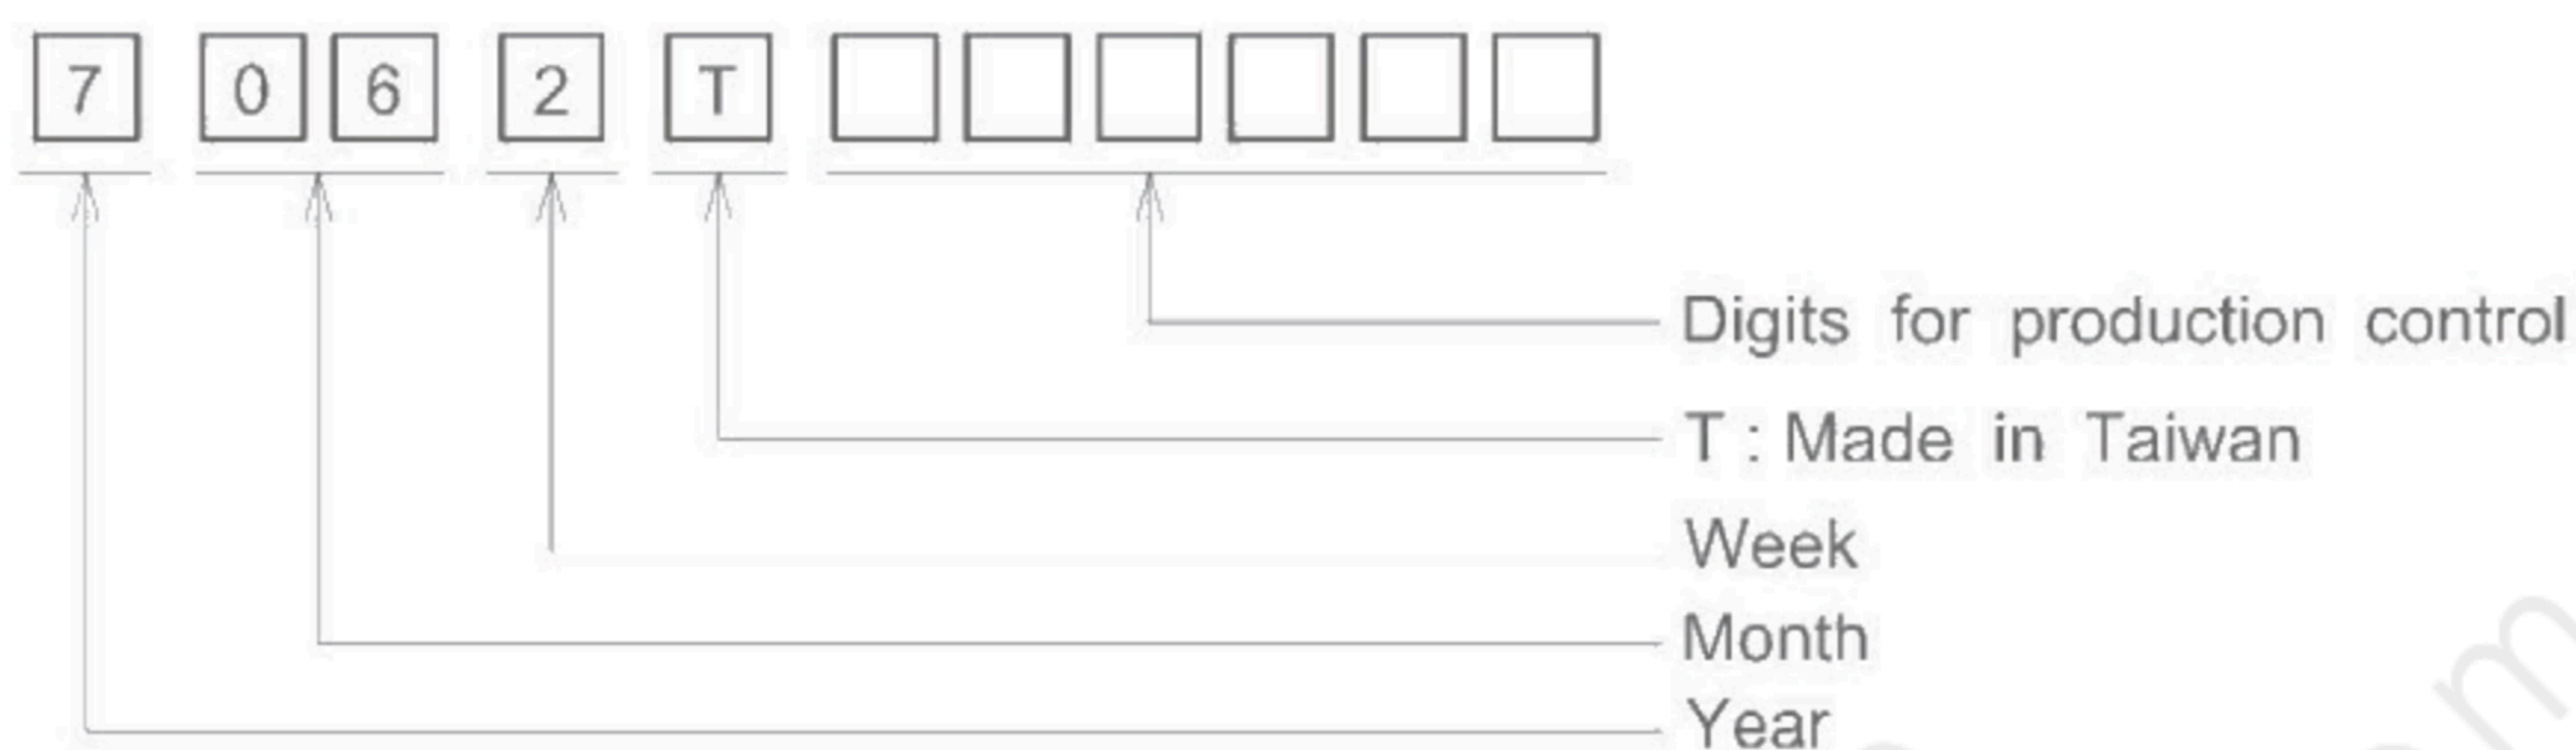 7 0 6 2 T
Digits for production control
T : Made in Taiwan
Week
Month
Year